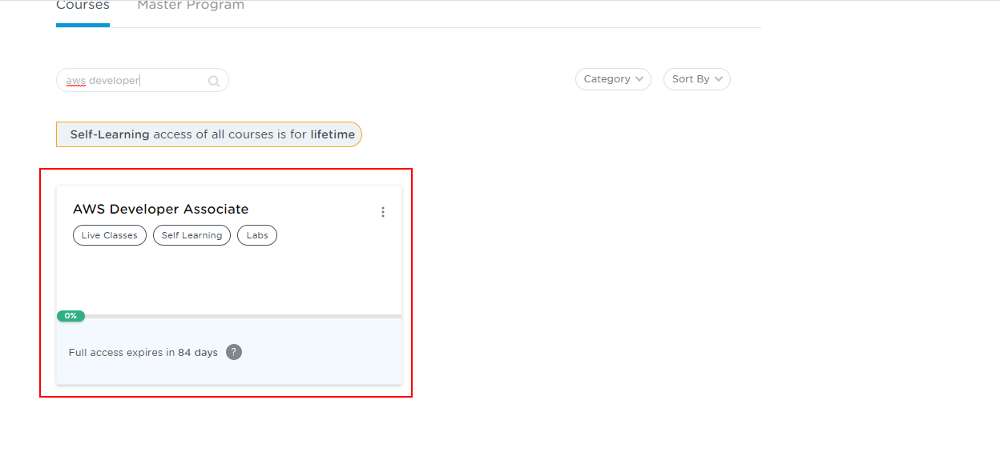 Courses Master Program
aws developer
Category Sort By
Self-Learning access of all courses is for lifetime
AWS Developer Associate
Live Classes Self Learning Labs
0%
Full access expires in 84 days ?